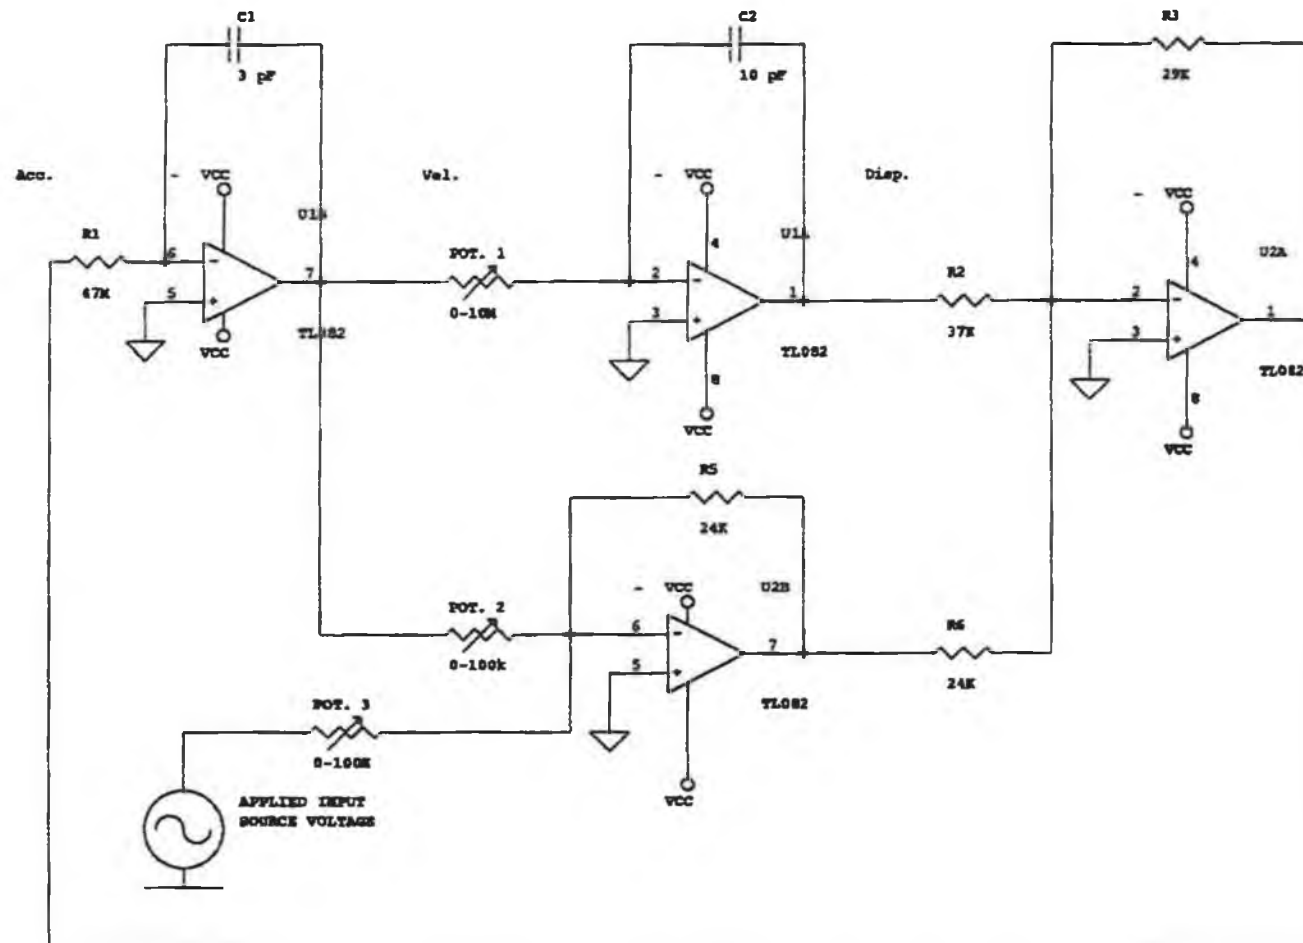 C1
3 pF
C2
10 pF
R3
29K
Acc.
- VCC
Vel.
- VCC
Disp.
- VCC
R1
47K
6
5
-
+
7
U1B
TL082
VCC
POT. 1
0-10M
2
3
-
+
4
8
1
U1A
TL082
VCC
R2
37K
2
3
-
+
4
8
1
U2A
TL082
VCC
R5
24K
- VCC
U2B
POT. 2
0-100k
6
5
-
+
7
TL082
VCC
R6
24K
POT. 3
0-100K
APPLIED INPUT
SOURCE VOLTAGE